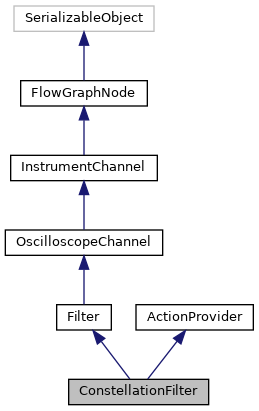 SerializableObject
FlowGraphNode
InstrumentChannel
OscilloscopeChannel
Filter
ActionProvider
ConstellationFilter